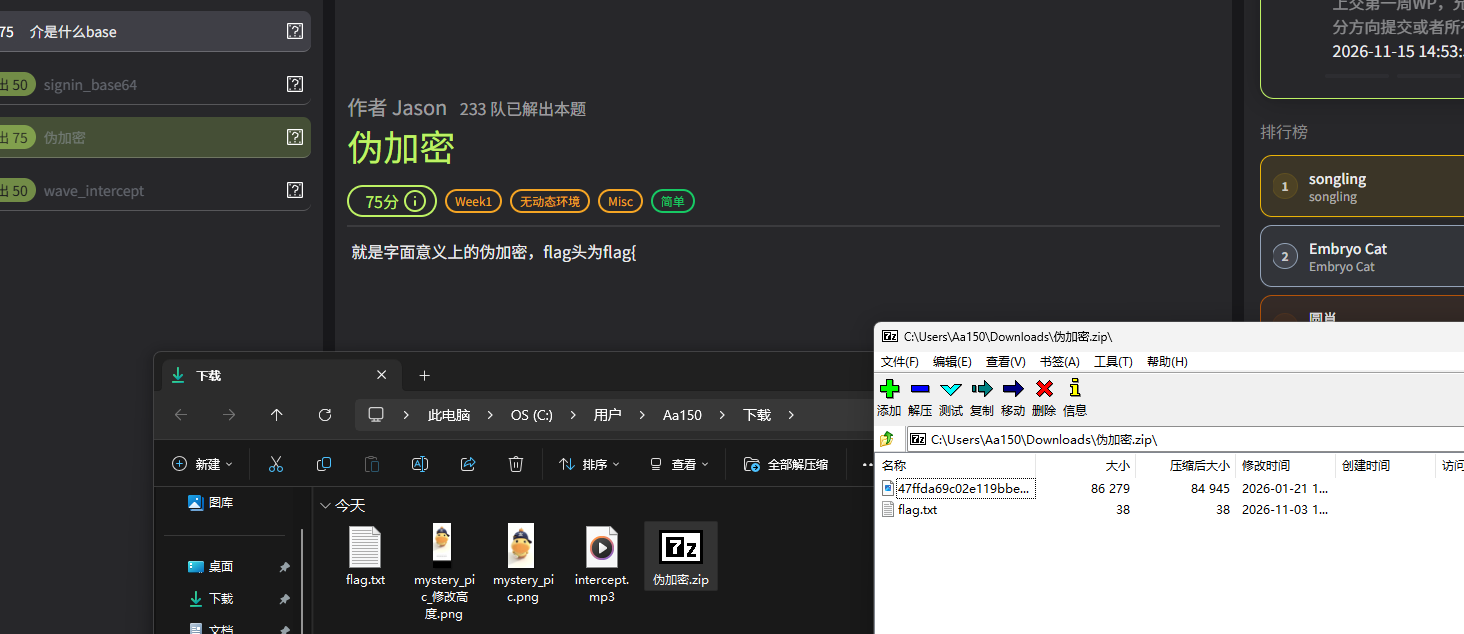 75 介是什么base
出 50 signin_base64
出 75 伪加密
出 50 wave_intercept
作者 Jason 233 队已解出本题
伪加密
75分
Week1
无动态环境
Misc
简单
就是字面意义上的伪加密，flag头为flag{
上交第一周WP，
分方向提交或者所有
2026-11-15 14:53:
排行榜
1 songling
songling
2 Embryo Cat
Embryo Cat
圆肖
下载
此电脑 > OS (C:) > 用户 > Aa150 > 下载 >
新建
排序
查看
全部解压缩
图库
桌面
下载
文档
今天
flag.txt
mystery_pic_修改高度.png
mystery_pic.png
intercept.mp3
伪加密.zip
7z C:\Users\Aa150\Downloads\伪加密.zip\
文件(F) 编辑(E) 查看(V) 书签(A) 工具(T) 帮助(H)
添加 解压 测试 复制 移动 删除 信息
7z C:\Users\Aa150\Downloads\伪加密.zip\
名称 大小 压缩后大小 修改时间 创建时间 访问
47ffda69c02e119bbe... 86 279 84 945 2026-01-21 1...
flag.txt 38 38 2026-11-03 1...